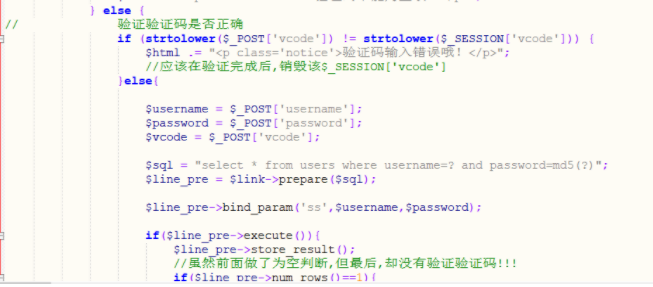 } else {
// 验证验证码是否正确
if (strtolower($_POST['vcode']) != strtolower($_SESSION['vcode'])) {
$html .= "<p class='notice'>验证码输入错误哦! </p>";
//应该在验证完成后,销毁该$_SESSION['vcode']
}else{
$username = $_POST['username'];
$password = $_POST['password'];
$vcode = $_POST['vcode'];
$sql = "select * from users where username=? and password=md5(?)";
$line_pre = $link->prepare($sql);
$line_pre->bind_param('ss',$username,$password);
if($line_pre->execute()){
$line_pre->store_result();
//虽然前面做了为空判断,但最后,却没有验证验证码!!!
if($line_pre->num_rows()==1){